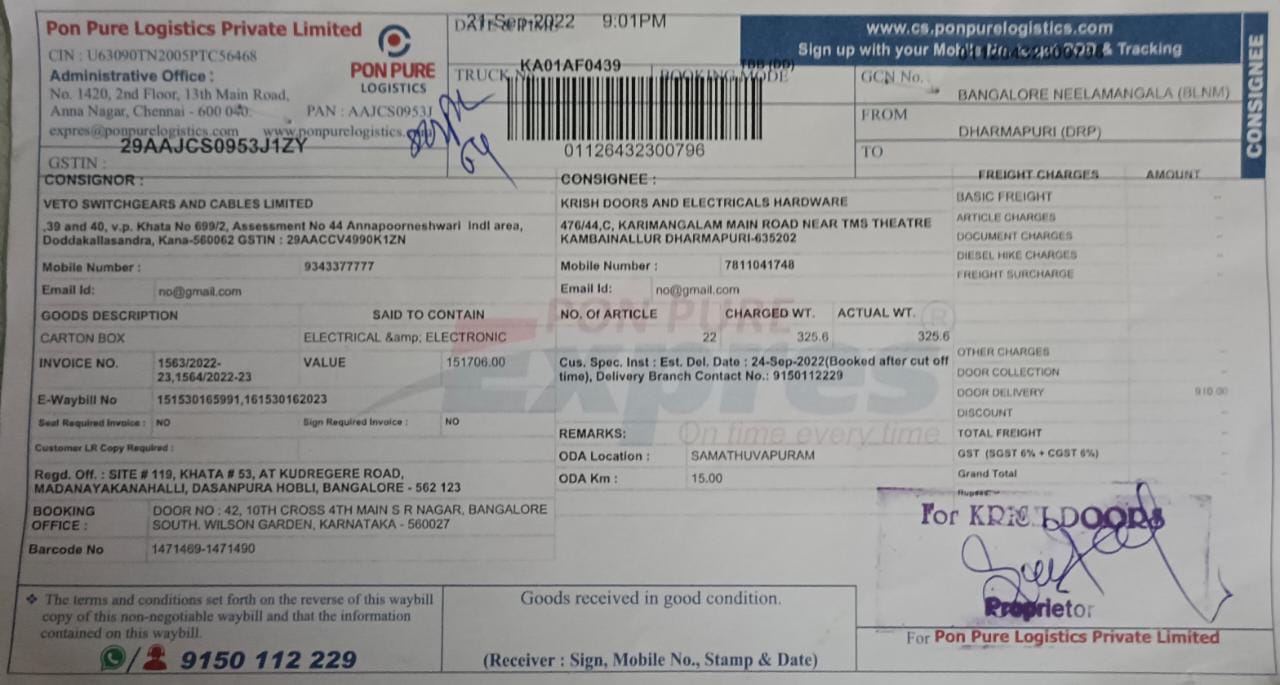 Pon Pure Logistics Private Limited
CIN : U63090TN2005PTC56468
Administrative Office :
No. 1420, 2nd Floor, 13th Main Road,
Anna Nagar, Chennai - 600 040. PAN : AAJCS0953J
expres@ponpurelogistics.com www.ponpurelogistics.
29AAJCS0953J1ZY
GSTIN :
PON PURE
LOGISTICS
21-Sep-2022 9:01PM
TRUCK No. KA01AF0439
BOOKING MODE TBB (DD)
01126432300796
www.cs.ponpurelogistics.com
Sign up with your & Tracking
01126432300796
GCN No.
BANGALORE NEELAMANGALA (BLNM)
FROM
DHARMAPURI (DRP)
TO
CONSIGNEE
CONSIGNOR :
VETO SWITCHGEARS AND CABLES LIMITED
,39 and 40, v.p. Khata No 699/2, Assessment No 44 Annapoorneshwari indl area,
Doddakallasandra, Kana-560062 GSTIN : 29AACCV4990K1ZN
Mobile Number : 9343377777
Email Id: no@gmail.com
CONSIGNEE :
KRISH DOORS AND ELECTRICALS HARDWARE
476/44,C, KARIMANGALAM MAIN ROAD NEAR TMS THEATRE
KAMBAINALLUR DHARMAPURI-635202
Mobile Number : 7811041748
Email Id: no@gmail.com
GOODS DESCRIPTION SAID TO CONTAIN NO. Of ARTICLE CHARGED WT. ACTUAL WT.
CARTON BOX ELECTRICAL &amp; ELECTRONIC 22 325.6 325.6
INVOICE NO. 1563/2022-
23,1564/2022-23
VALUE 151706.00
E-Waybill No 151530165991,161530162023
Seal Required Invoice : NO Sign Required Invoice : NO
Customer LR Copy Required :
Cus. Spec. Inst : Est. Del. Date : 24-Sep-2022(Booked after cut off
time), Delivery Branch Contact No.: 9150112229
PON PURE
Expres
On time every time
REMARKS:
ODA Location : SAMATHUVAPURAM
ODA Km : 15.00
Regd. Off. : SITE # 119, KHATA # 53, AT KUDREGERE ROAD,
MADANAYAKANAHALLI, DASANPURA HOBLI, BANGALORE - 562 123
BOOKING
OFFICE :
DOOR NO : 42, 10TH CROSS 4TH MAIN S R NAGAR, BANGALORE
SOUTH. WILSON GARDEN, KARNATAKA - 560027
Barcode No 1471469-1471490
FREIGHT CHARGES AMOUNT
BASIC FREIGHT --
ARTICLE CHARGES --
DOCUMENT CHARGES --
DIESEL HIKE CHARGES --
FREIGHT SURCHARGE --
OTHER CHARGES --
DOOR COLLECTION --
DOOR DELIVERY 910.00
DISCOUNT --
TOTAL FREIGHT --
GST (SGST 6% + CGST 6%) --
Grand Total --
Rupees
For KRISH DOORS
Proprietor
For Pon Pure Logistics Private Limited
❖ The terms and conditions set forth on the reverse of this waybill
copy of this non-negotiable waybill and that the information
contained on this waybill.
9150 112 229
Goods received in good condition.
(Receiver : Sign, Mobile No., Stamp & Date)